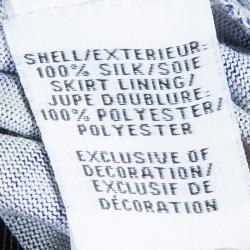 SHELL/EXTERIEUR:
100% SILK/SOIE
SKIRT LINING/
JUPE DOUBLURE:
100% POLYESTER/
POLYESTER
EXCLUSIVE OF
DECORATION/
EXCLUSIF DE
DÉCORATION